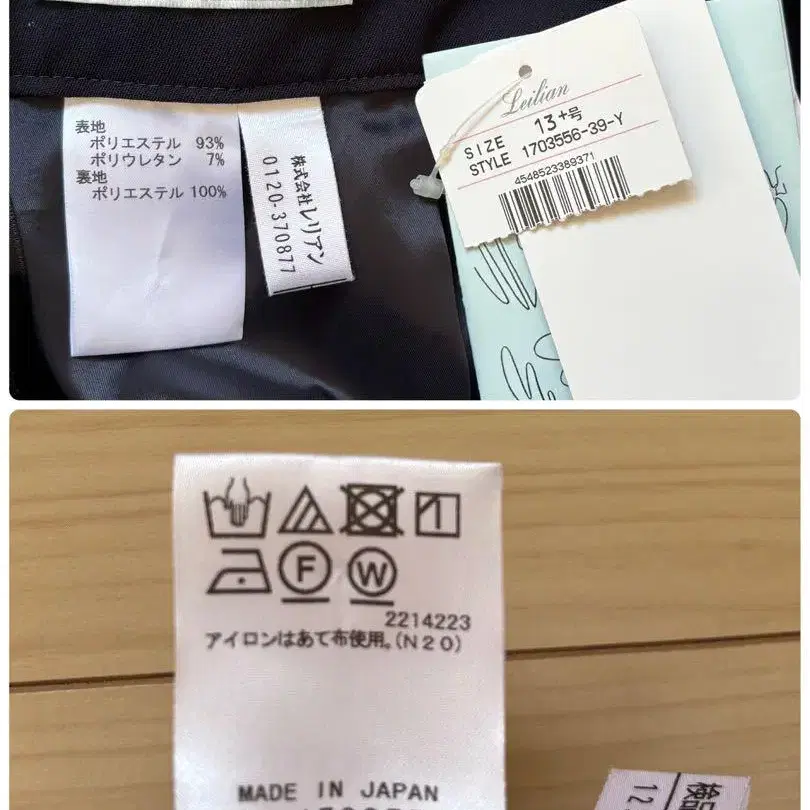 表地
ポリエステル 93%
ポリウレタン 7%
裏地
ポリエステル 100%
株式会社レリアン
0120-370877
Leilian
SIZE 13+号
STYLE 1703556-39-Y
4548523389371
F W
2214223
アイロンはあて布使用。(N20)
MADE IN JAPAN
検品
12